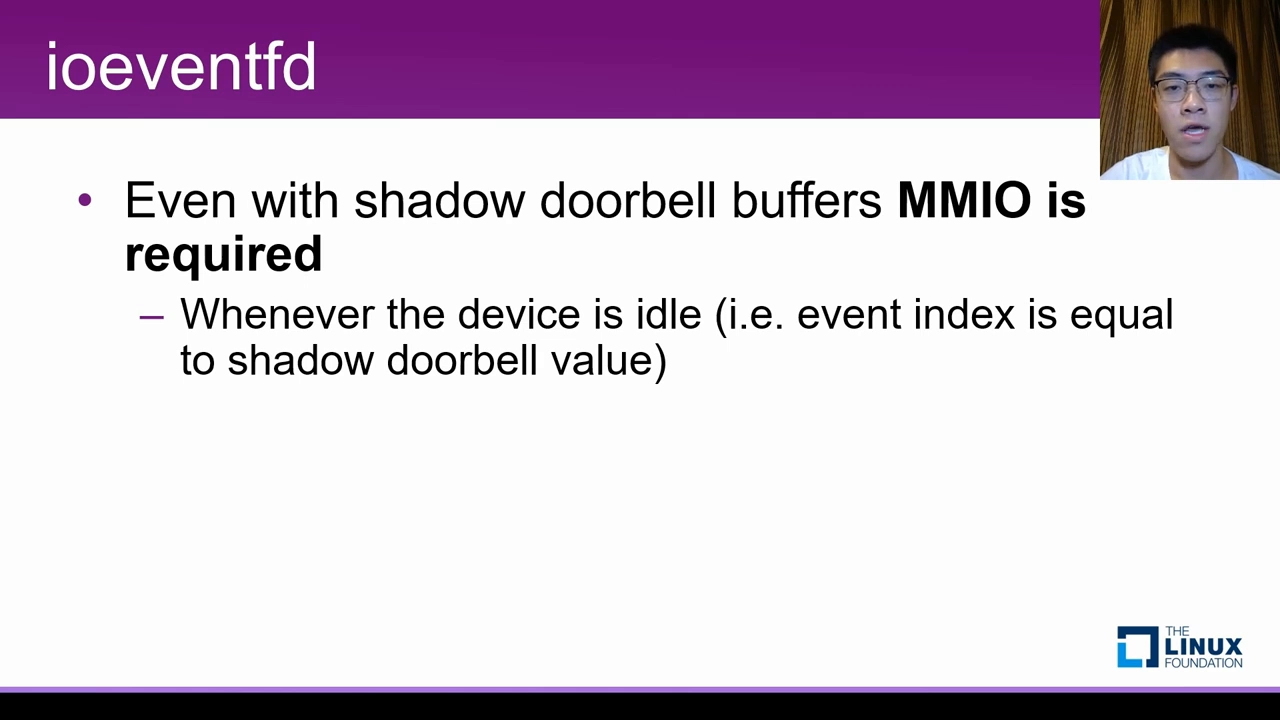 ioeventfd
• Even with shadow doorbell buffers MMIO is
required
– Whenever the device is idle (i.e. event index is equal
to shadow doorbell value)
THE
LINUX
FOUNDATION